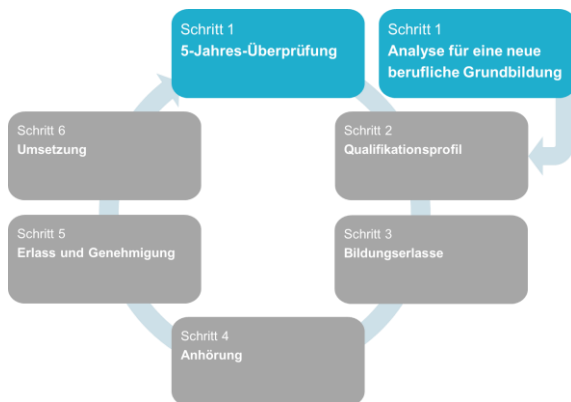 Schritt 1
5-Jahres-Überprüfung
Schritt 1
Analyse für eine neue
berufliche Grundbildung
Schritt 2
Qualifikationsprofil
Schritt 3
Bildungserlasse
Schritt 4
Anhörung
Schritt 5
Erlass und Genehmigung
Schritt 6
Umsetzung